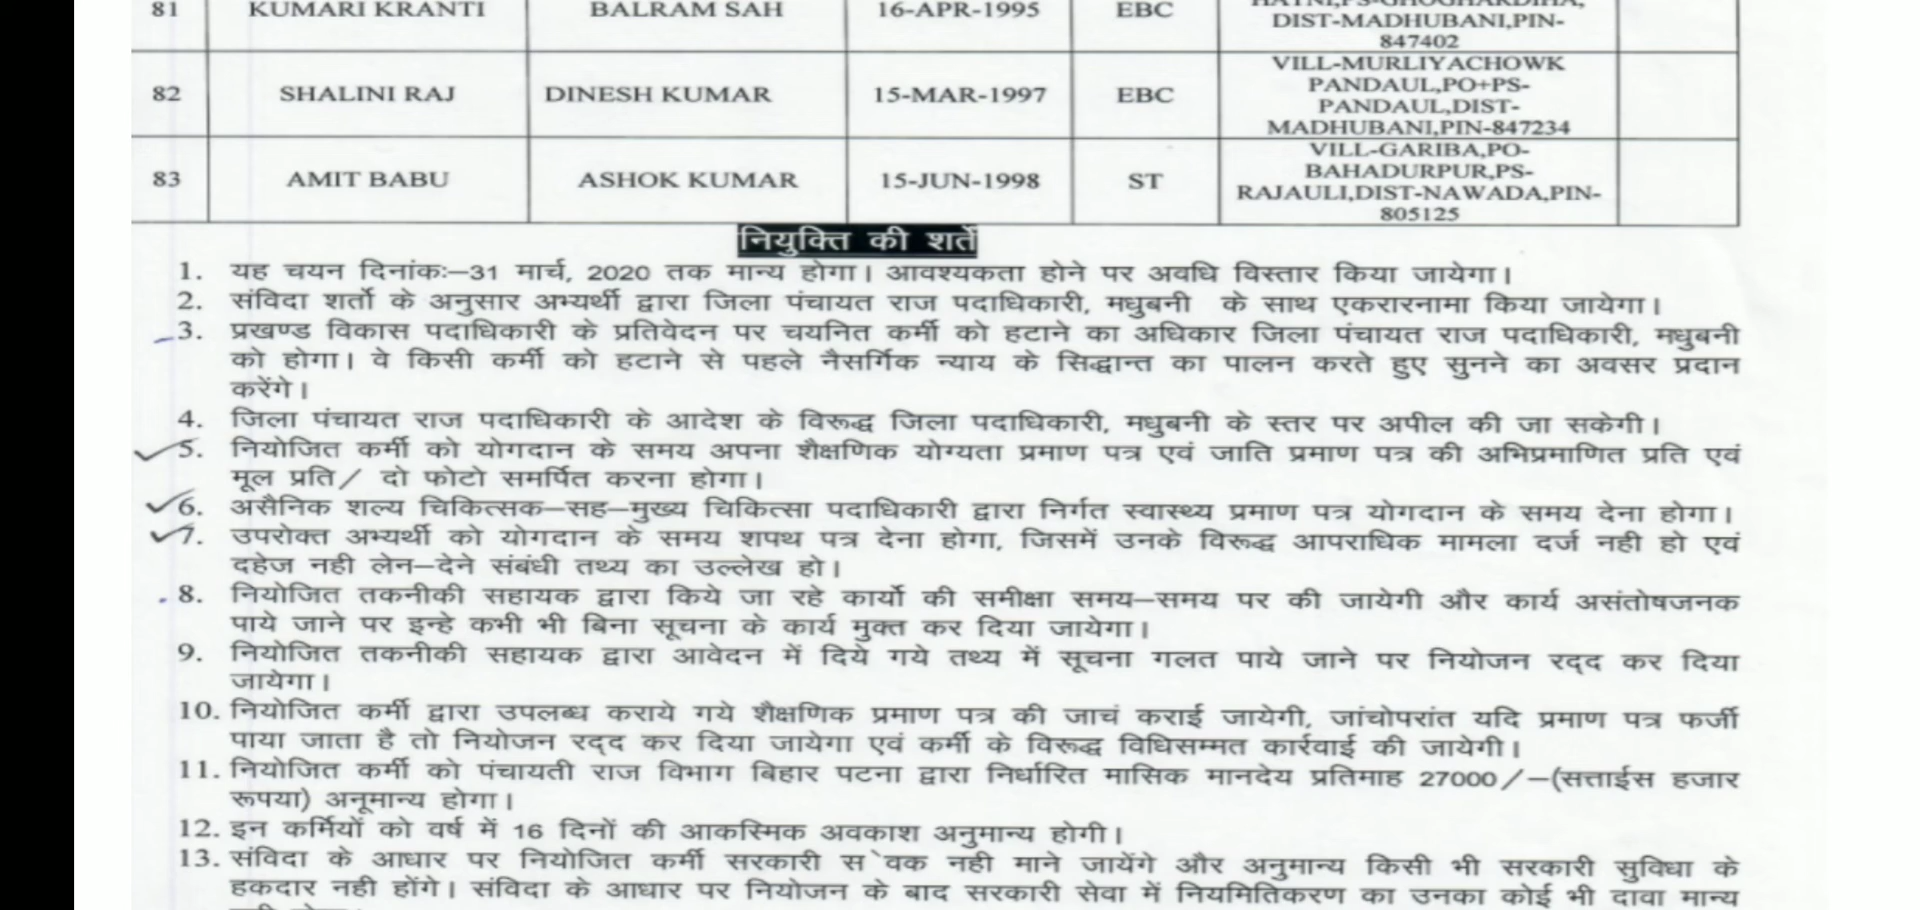 81 KUMARI KRANTI BALRAM SAH 16-APR-1995 EBC
DIST-MADHUBANI,PIN-
847402
82 SHALINI RAJ DINESH KUMAR 15-MAR-1997 EBC VILL-MURLIYACHOWK
PANDAUL,PO+PS-
PANDAUL,DIST-
MADHUBANI,PIN-847234
83 AMIT BABU ASHOK KUMAR 15-JUN-1998 ST VILL-GARIBA,PO-
BAHADURPUR,PS-
RAJAULI,DIST-NAWADA,PIN-
805125
नियुक्ति की शर्ते
1. यह चयन दिनांकः–31 मार्च, 2020 तक मान्य होगा। आवश्यकता होने पर अवधि विस्तार किया जायेगा।
2. संविदा शर्तो के अनुसार अभ्यर्थी द्वारा जिला पंचायत राज पदाधिकारी, मधुबनी के साथ एकरारनामा किया जायेगा।
3. प्रखण्ड विकास पदाधिकारी के प्रतिवेदन पर चयनित कर्मी को हटाने का अधिकार जिला पंचायत राज पदाधिकारी, मधुबनी
को होगा। वे किसी कर्मी को हटाने से पहले नैसर्गिक न्याय के सिद्धान्त का पालन करते हुए सुनने का अवसर प्रदान
करेंगे।
4. जिला पंचायत राज पदाधिकारी के आदेश के विरूद्ध जिला पदाधिकारी, मधुबनी के स्तर पर अपील की जा सकेगी।
5. नियोजित कर्मी को योगदान के समय अपना शैक्षणिक योग्यता प्रमाण पत्र एवं जाति प्रमाण पत्र की अभिप्रमाणित प्रति एवं
मूल प्रति/ दो फोटो समर्पित करना होगा।
6. असैनिक शल्य चिकित्सक–सह–मुख्य चिकित्सा पदाधिकारी द्वारा निर्गत स्वास्थ्य प्रमाण पत्र योगदान के समय देना होगा।
7. उपरोक्त अभ्यर्थी को योगदान के समय शपथ पत्र देना होगा, जिसमें उनके विरूद्ध आपराधिक मामला दर्ज नही हो एवं
दहेज नही लेन–देने संबंधी तथ्य का उल्लेख हो।
8. नियोजित तकनीकी सहायक द्वारा किये जा रहे कार्यो की समीक्षा समय–समय पर की जायेगी और कार्य असंतोषजनक
पाये जाने पर इन्हे कभी भी बिना सूचना के कार्य मुक्त कर दिया जायेगा।
9. नियोजित तकनीकी सहायक द्वारा आवेदन में दिये गये तथ्य में सूचना गलत पाये जाने पर नियोजन रद्द कर दिया
जायेगा।
10. नियोजित कर्मी द्वारा उपलब्ध कराये गये शैक्षणिक प्रमाण पत्र की जाचं कराई जायेगी, जांचोपरांत यदि प्रमाण पत्र फर्जी
पाया जाता है तो नियोजन रद्द कर दिया जायेगा एवं कर्मी के विरूद्ध विधिसम्मत कार्रवाई की जायेगी।
11. नियोजित कर्मी को पंचायती राज विभाग बिहार पटना द्वारा निर्धारित मासिक मानदेय प्रतिमाह 27000/–(सत्ताईस हजार
रूपया) अनूमान्य होगा।
12. इन कर्मियों को वर्ष में 16 दिनों की आकस्मिक अवकाश अनुमान्य होगी।
13. संविदा के आधार पर नियोजित कर्मी सरकारी स`वक नही माने जायेंगे और अनुमान्य किसी भी सरकारी सुविधा के
हकदार नही होंगे। संविदा के आधार पर नियोजन के बाद सरकारी सेवा में नियमितिकरण का उनका कोई भी दावा मान्य